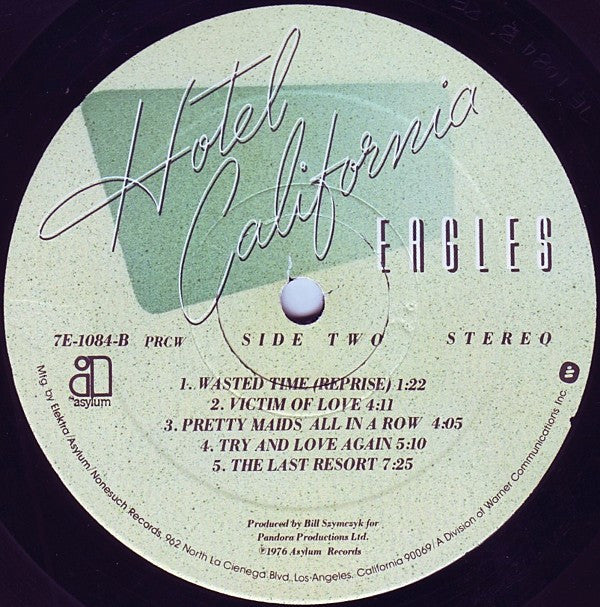 Hotel
California
EAGLES
7E-1084-B PRCW SIDE TWO STEREO
asylum
1. WASTED TIME (REPRISE) 1:22
2. VICTIM OF LOVE 4:11
3. PRETTY MAIDS ALL IN A ROW 4:05
4. TRY AND LOVE AGAIN 5:10
5. THE LAST RESORT 7:25
Produced by Bill Szymczyk for
Pandora Productions Ltd.
℗1976 Asylum Records
Mfg. by Elektra/Asylum/Nonesuch Records, 962 North La Cienega Blvd, Los-Angeles, California 90069/A Division of Warner Communications Inc.